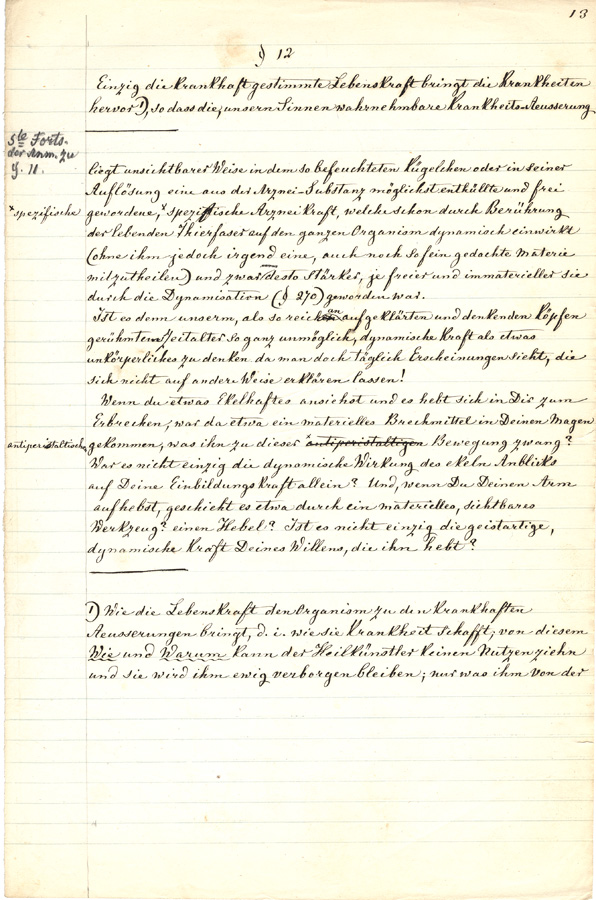 13
§ 12
Einzig die krankhaft gestimmte Lebenskraft bringt die Krankheiten
hervor 1), so dass die, unsern Sinnen wahrnehmbare Krankheits-Aeusserung
5te Forts.
der Anm. zu
§. 11.
liegt unsichtbarer Weise in dem so befeuchteten Kügelchen oder in seiner
Auflösung eine aus der Arznei-Substanz möglichst enthüllte und frei
× spezifische
gewordene, × spezifische Arzneikraft, welche schon durch Berührung
der lebenden Thierfaser auf den ganzen Organism dynamisch einwirkt
(ohne ihm jedoch irgend eine, auch noch so fein gedachte Materie
mitzutheilen) und zwar desto stärker, je freier und immaterieller sie
durch die Dynamisation (§ 270) geworden war.
Ist es denn unserm, als so reich an aufgeklärten und denkenden Köpfen
gerühmtem Zeitalter so ganz unmöglich, dynamische Kraft als etwas
unkörperliches zu denken da man doch täglich Erscheinungen sieht, die
sich nicht auf andere Weise erklären lassen!
Wenn du etwas Ekelhaftes ansiehst und es hebt sich in Dir zum
Erbrechen, war da etwa ein materielles Brechmittel in Deinen Magen
antiperistaltische
gekommen, was ihn zu dieser × antiperistaltigen Bewegung zwang?
War es nicht einzig die dynamische Wirkung des ekeln Anblicks
auf Deine Einbildungskraft allein? Und, wenn Du Deinen Arm
aufhebst, geschieht es etwa durch ein materielles, sichtbares
Werkzeug? einen Hebel? Ist es nicht einzig die geistartige,
dynamische Kraft Deines Willens, die ihn hebt?
1) Wie die Lebenskraft den Organism zu den krankhaften
Aeusserungen bringt, d. i. wie sie Krankheit schafft; von diesem
Wie und Warum kann der Heilkünstler keinen Nutzen ziehn
und sie wird ihm ewig verborgen bleiben; nur was ihm von der